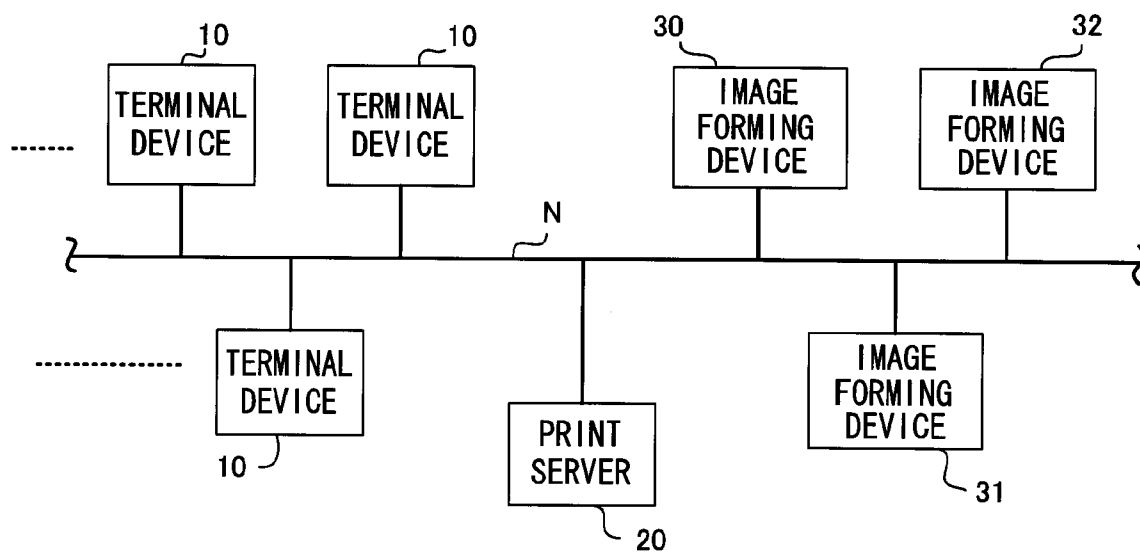 10
10
30
32
TERMINAL
DEVICE
TERMINAL
DEVICE
IMAGE
FORMING
DEVICE
IMAGE
FORMING
DEVICE
N
TERMINAL
DEVICE
10
PRINT
SERVER
20
IMAGE
FORMING
DEVICE
31